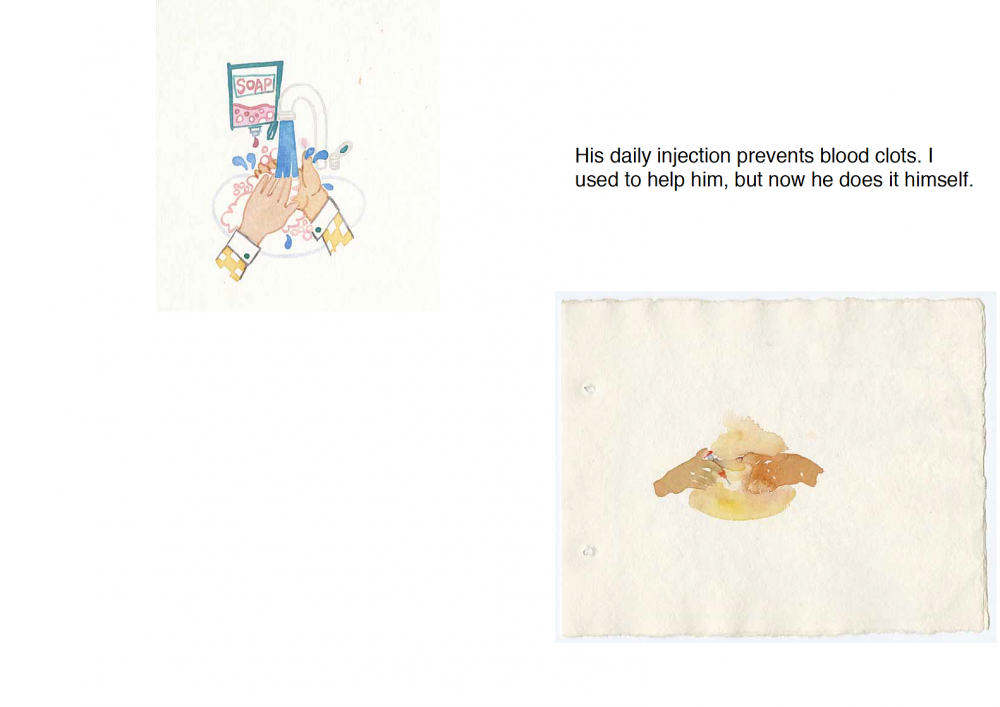 SOAP
His daily injection prevents blood clots. I
used to help him, but now he does it himself.